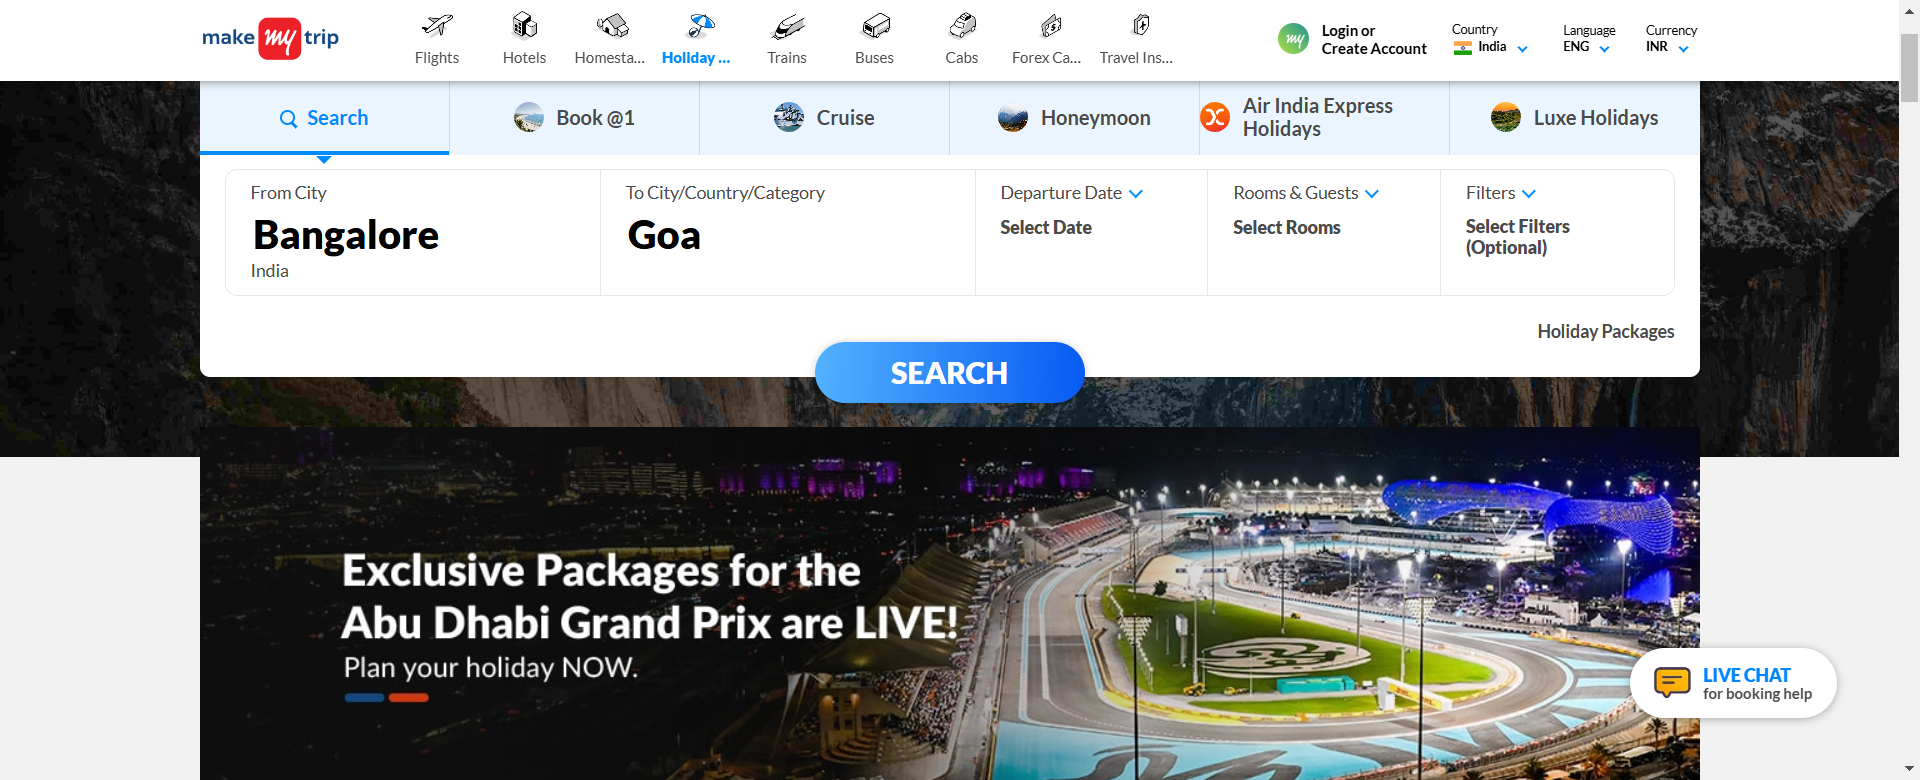 make my trip
Flights
Hotels
Homesta...
Holiday ...
Trains
Buses
Cabs
Forex Ca...
Travel Ins...
my
Login or
Create Account
Country
India
Language
ENG
Currency
INR
Search
Book @1
Cruise
Honeymoon
Air India Express
Holidays
Luxe Holidays
From City
Bangalore
India
To City/Country/Category
Goa
Departure Date
Select Date
Rooms & Guests
Select Rooms
Filters
Select Filters
(Optional)
Holiday Packages
SEARCH
Exclusive Packages for the
Abu Dhabi Grand Prix are LIVE!
Plan your holiday NOW.
LIVE CHAT
for booking help